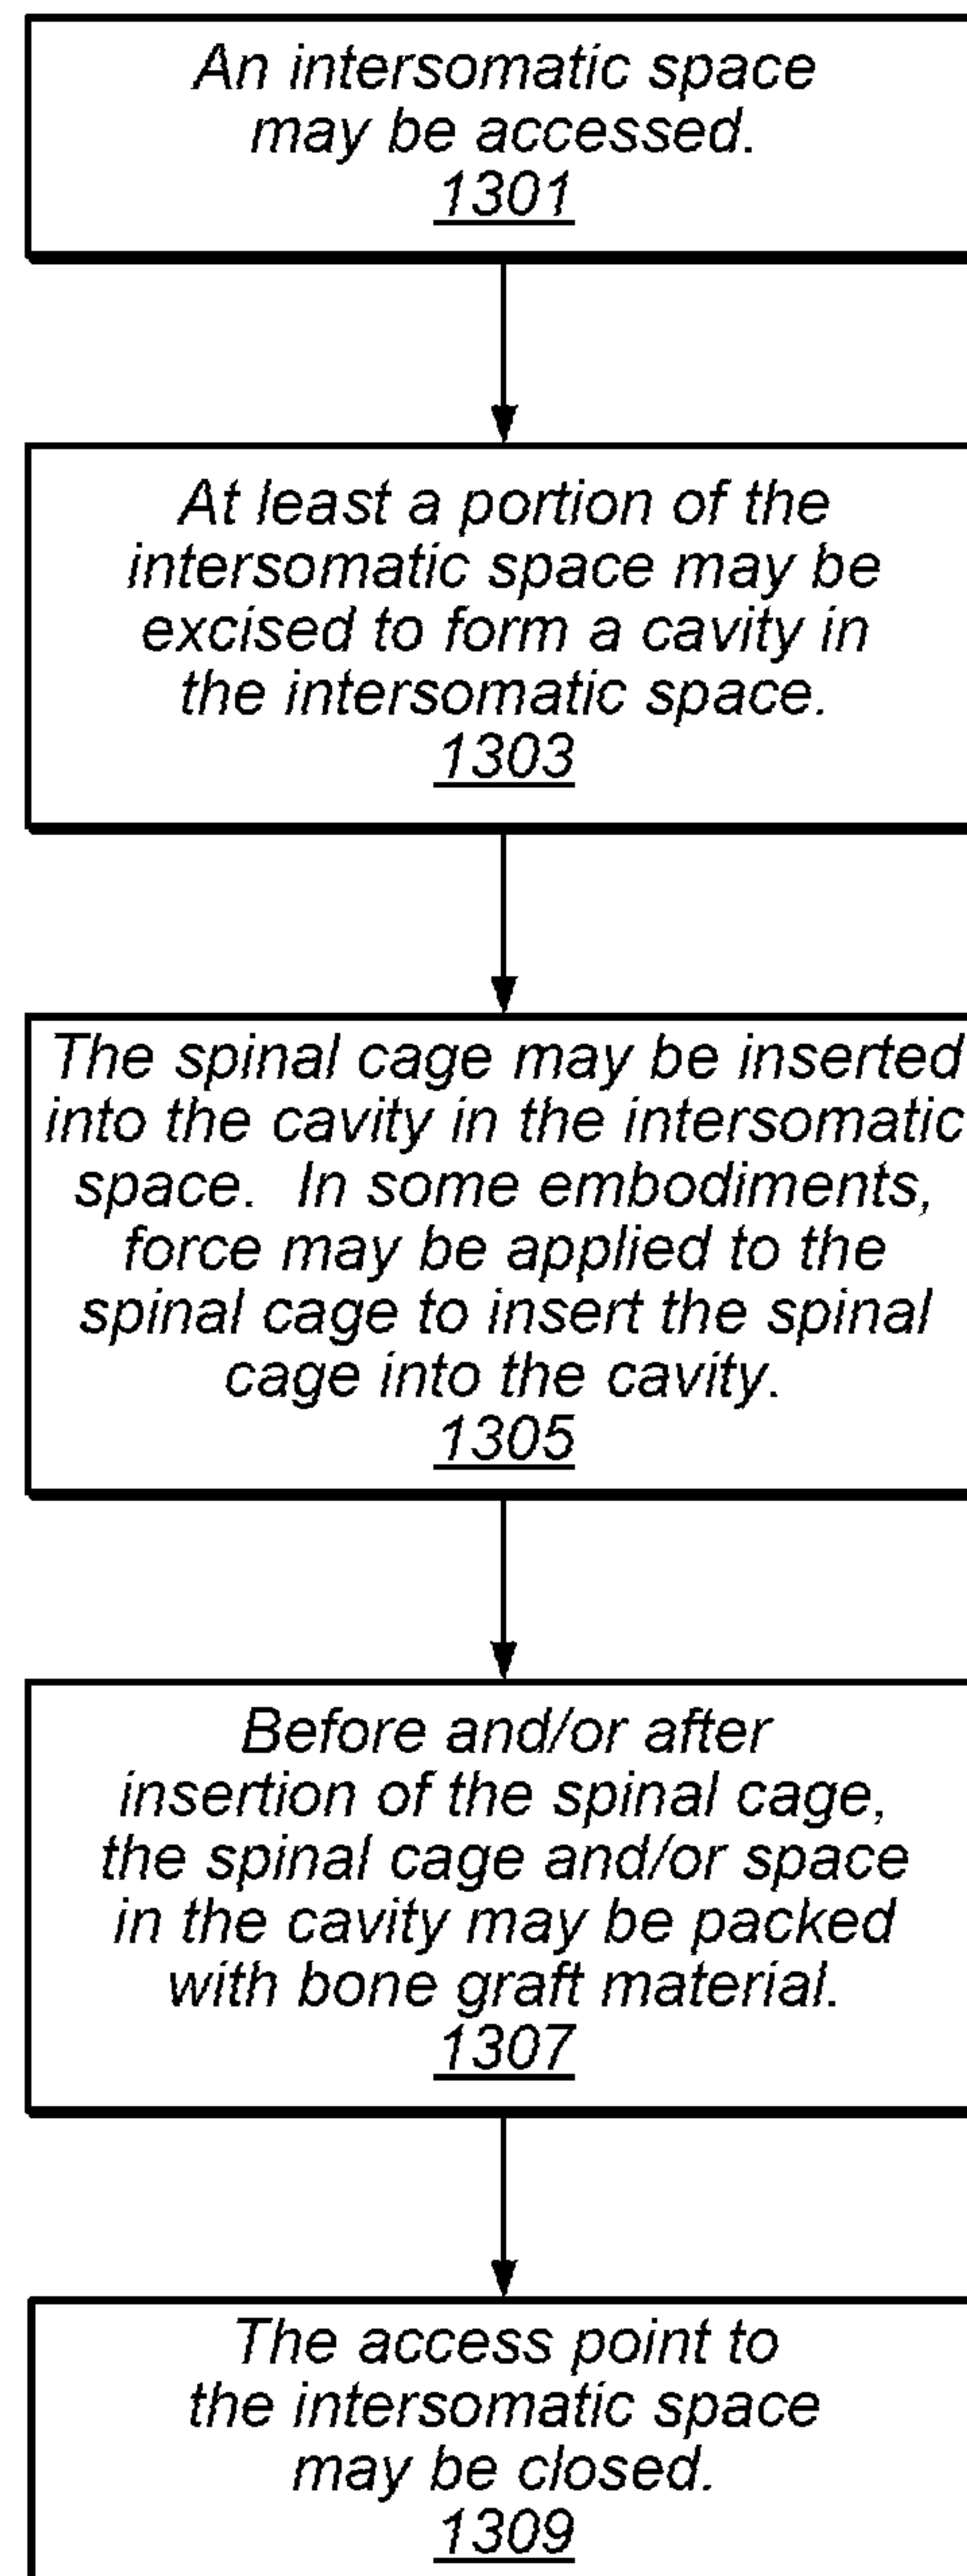 An intersomatic space
may be accessed.
1301
At least a portion of the
intersomatic space may be
excised to form a cavity in
the intersomatic space.
1303
The spinal cage may be inserted
into the cavity in the intersomatic
space.  In some embodiments,
force may be applied to the
spinal cage to insert the spinal
cage into the cavity.
1305
Before and/or after
insertion of the spinal cage,
the spinal cage and/or space
in the cavity may be packed
with bone graft material.
1307
The access point to
the intersomatic space
may be closed.
1309